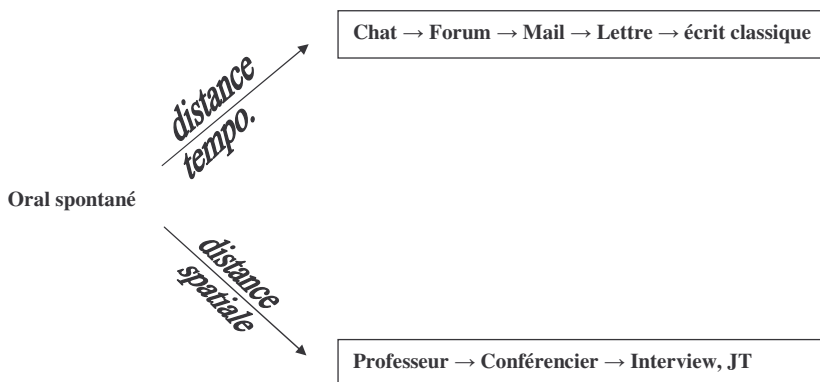 Chat → Forum → Mail → Lettre → écrit classique
distance
tempo.
Oral spontané
distance
spatiale
Professeur → Conférencier → Interview, JT